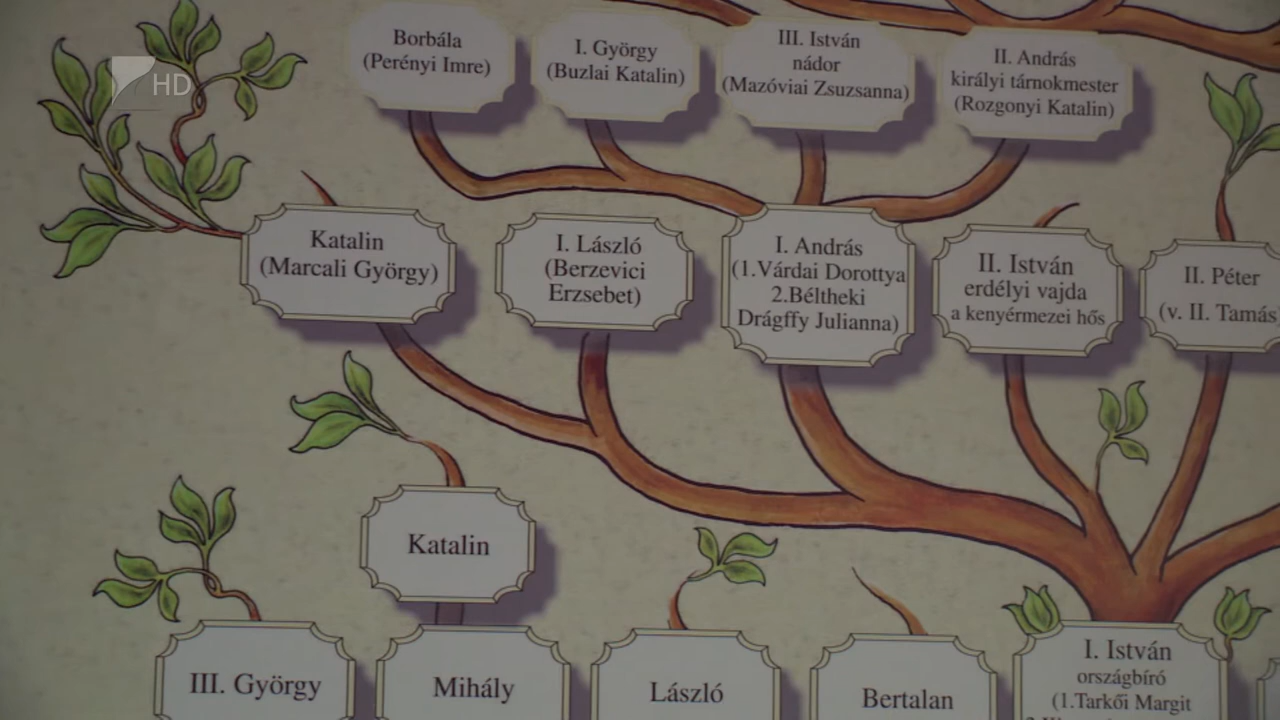 HD
Borbála
(Perényi Imre)
I. György
(Buzlai Katalin)
III. István
nádor
(Mazóviai Zsuzsanna)
II. András
királyi tárnokmester
(Rozgonyi Katalin)
Katalin
(Marcali György)
I. László
(Berzevici
Erzsebet)
I. András
(1.Várdai Dorottya
2.Béltheki
Drágffy Julianna)
II. István
erdélyi vajda
a kenyérmezei hős
II. Péter
(v. II. Tamás)
Katalin
III. György
Mihály
László
Bertalan
I. István
országbíró
(1.Tarkői Margit